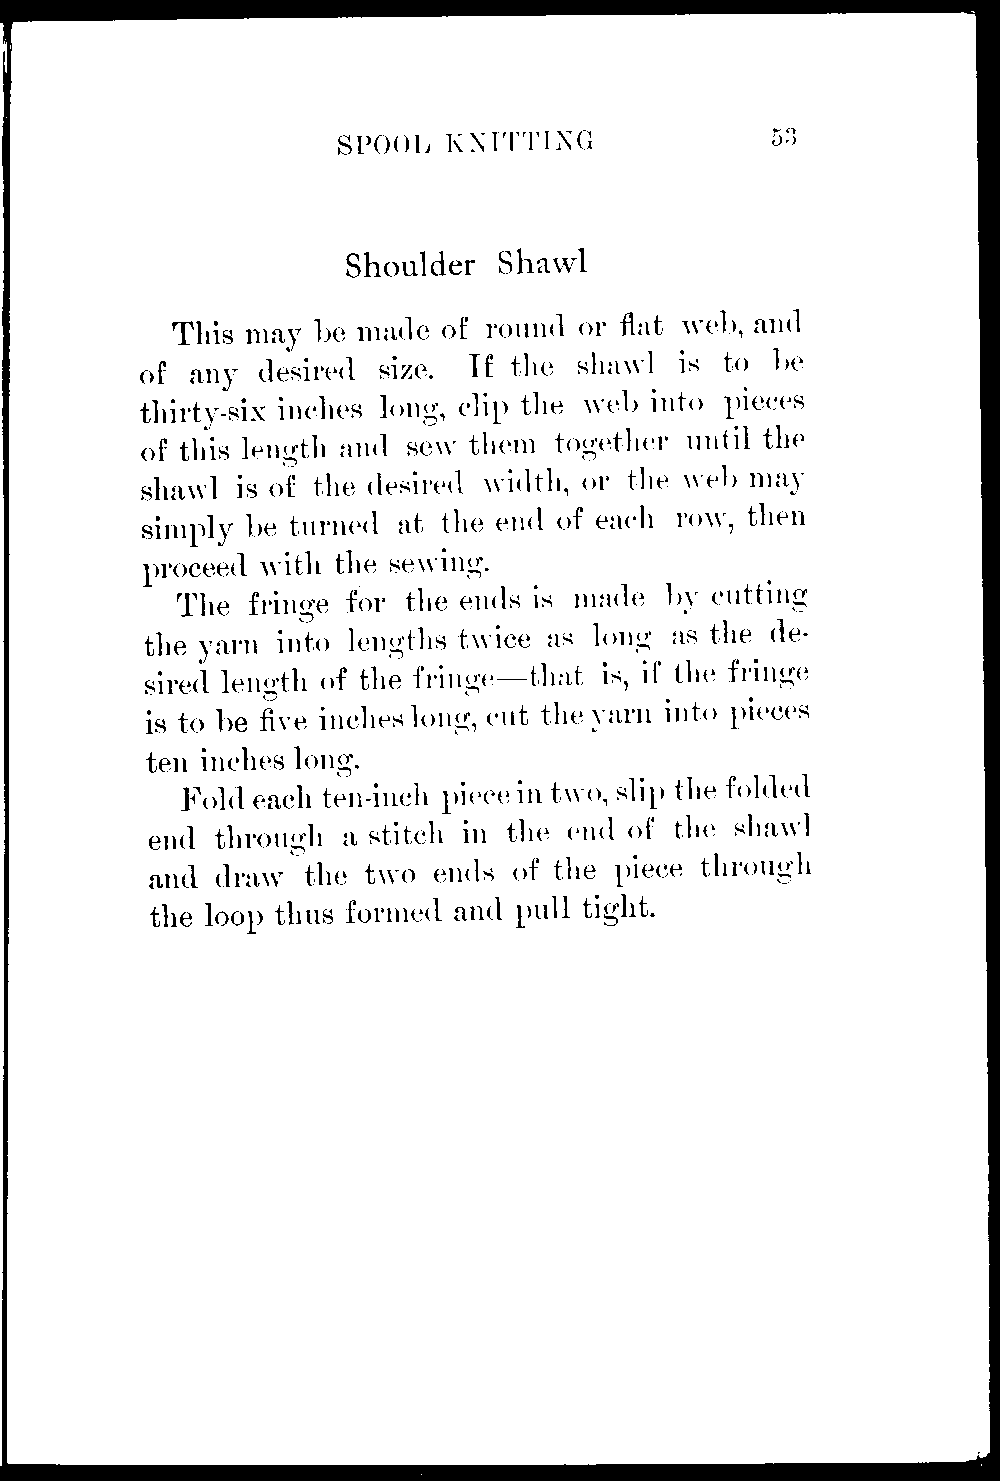 SPOOL KNITTING 53
Shoulder Shawl
This may be made of round or flat web, and
of any desired size. If the shawl is to be
thirty-six inches long, clip the web into pieces
of this length and sew them together until the
shawl is of the desired width, or the web may
simply be turned at the end of each row, then
proceed with the sewing.
The fringe for the ends is made by cutting
the yarn into lengths twice as long as the de-
sired length of the fringe—that is, if the fringe
is to be five inches long, cut the yarn into pieces
ten inches long.
Fold each ten-inch piece in two, slip the folded
end through a stitch in the end of the shawl
and draw the two ends of the piece through
the loop thus formed and pull tight.